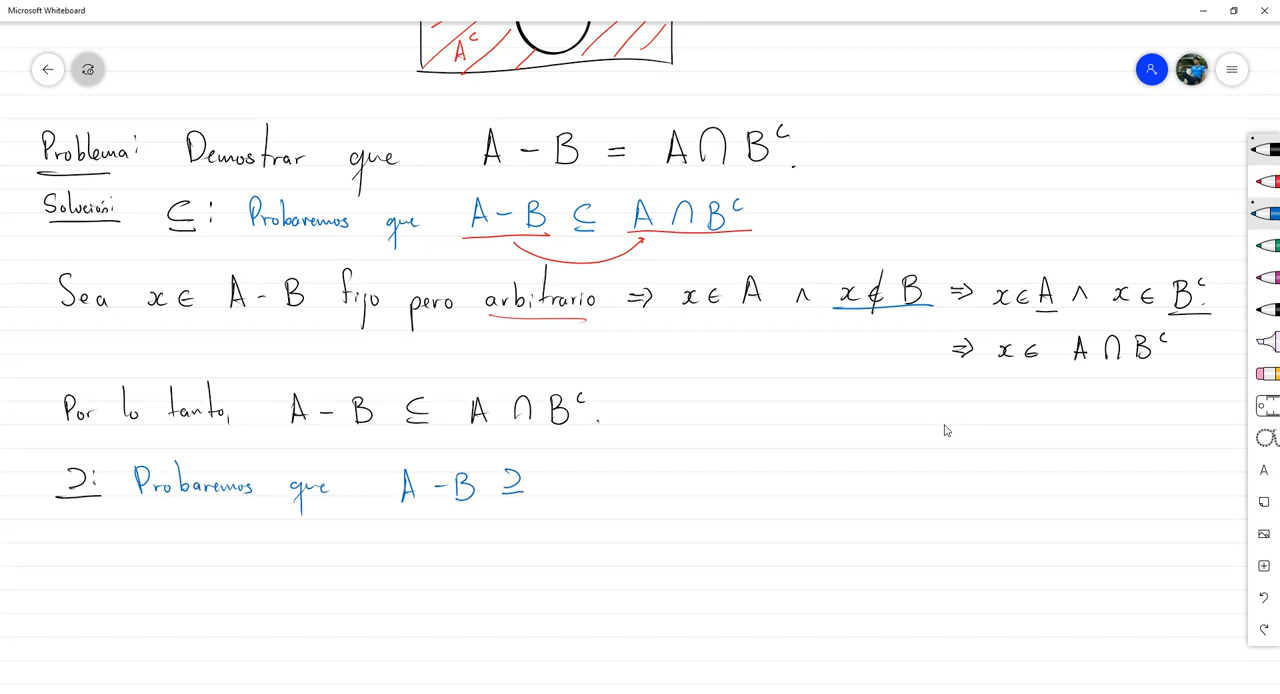 Microsoft Whiteboard
A^c
Problema: Demostrar que A - B = A ∩ B^c.
Solución: ⊆: Probaremos que A - B ⊆ A ∩ B^c
Sea x ∈ A - B fijo pero arbitrario ⇒ x ∈ A ∧ x ∉ B ⇒ x ∈ A ∧ x ∈ B^c.
⇒ x ∈ A ∩ B^c
Por lo tanto, A - B ⊆ A ∩ B^c.
⊇: Probaremos que A - B ⊇
A